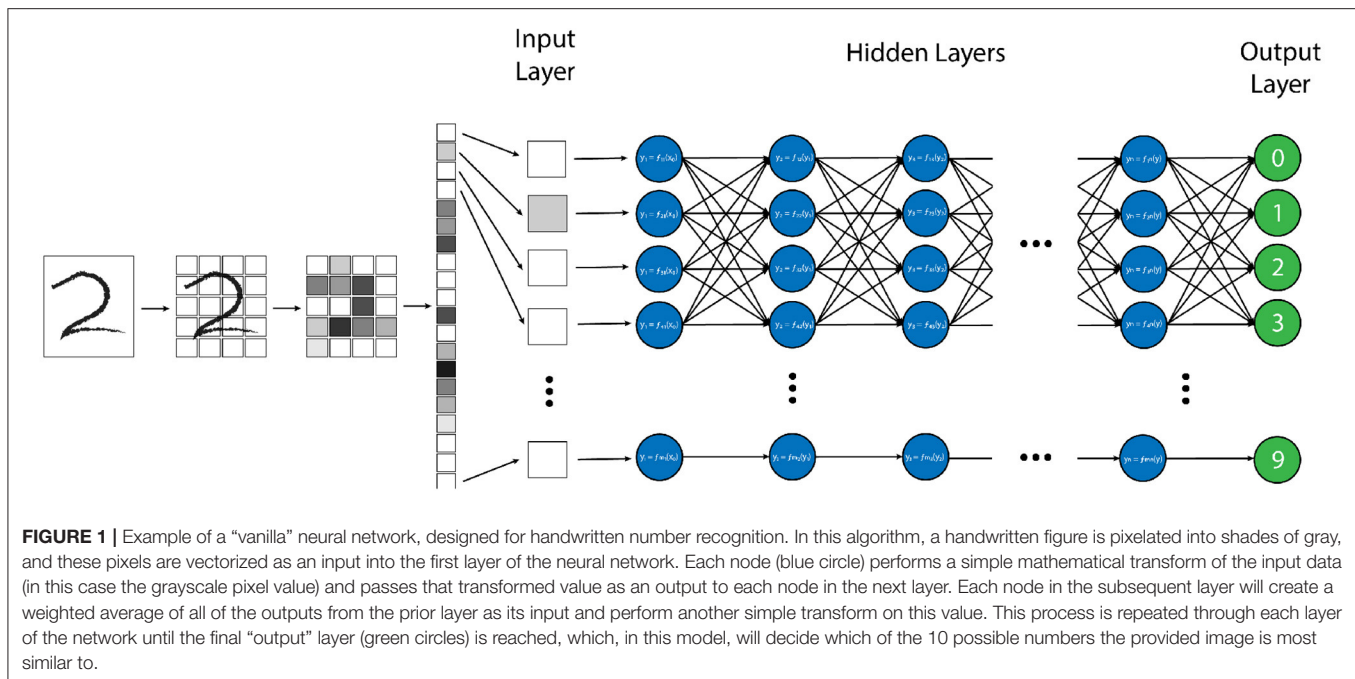 Input
Layer
Hidden Layers
Output
Layer
0
1
2
3
9
FIGURE 1 | Example of a “vanilla” neural network, designed for handwritten number recognition. In this algorithm, a handwritten figure is pixelated into shades of gray,
and these pixels are vectorized as an input into the first layer of the neural network. Each node (blue circle) performs a simple mathematical transform of the input data
(in this case the grayscale pixel value) and passes that transformed value as an output to each node in the next layer. Each node in the subsequent layer will create a
weighted average of all of the outputs from the prior layer as its input and perform another simple transform on this value. This process is repeated through each layer
of the network until the final “output” layer (green circles) is reached, which, in this model, will decide which of the 10 possible numbers the provided image is most
similar to.